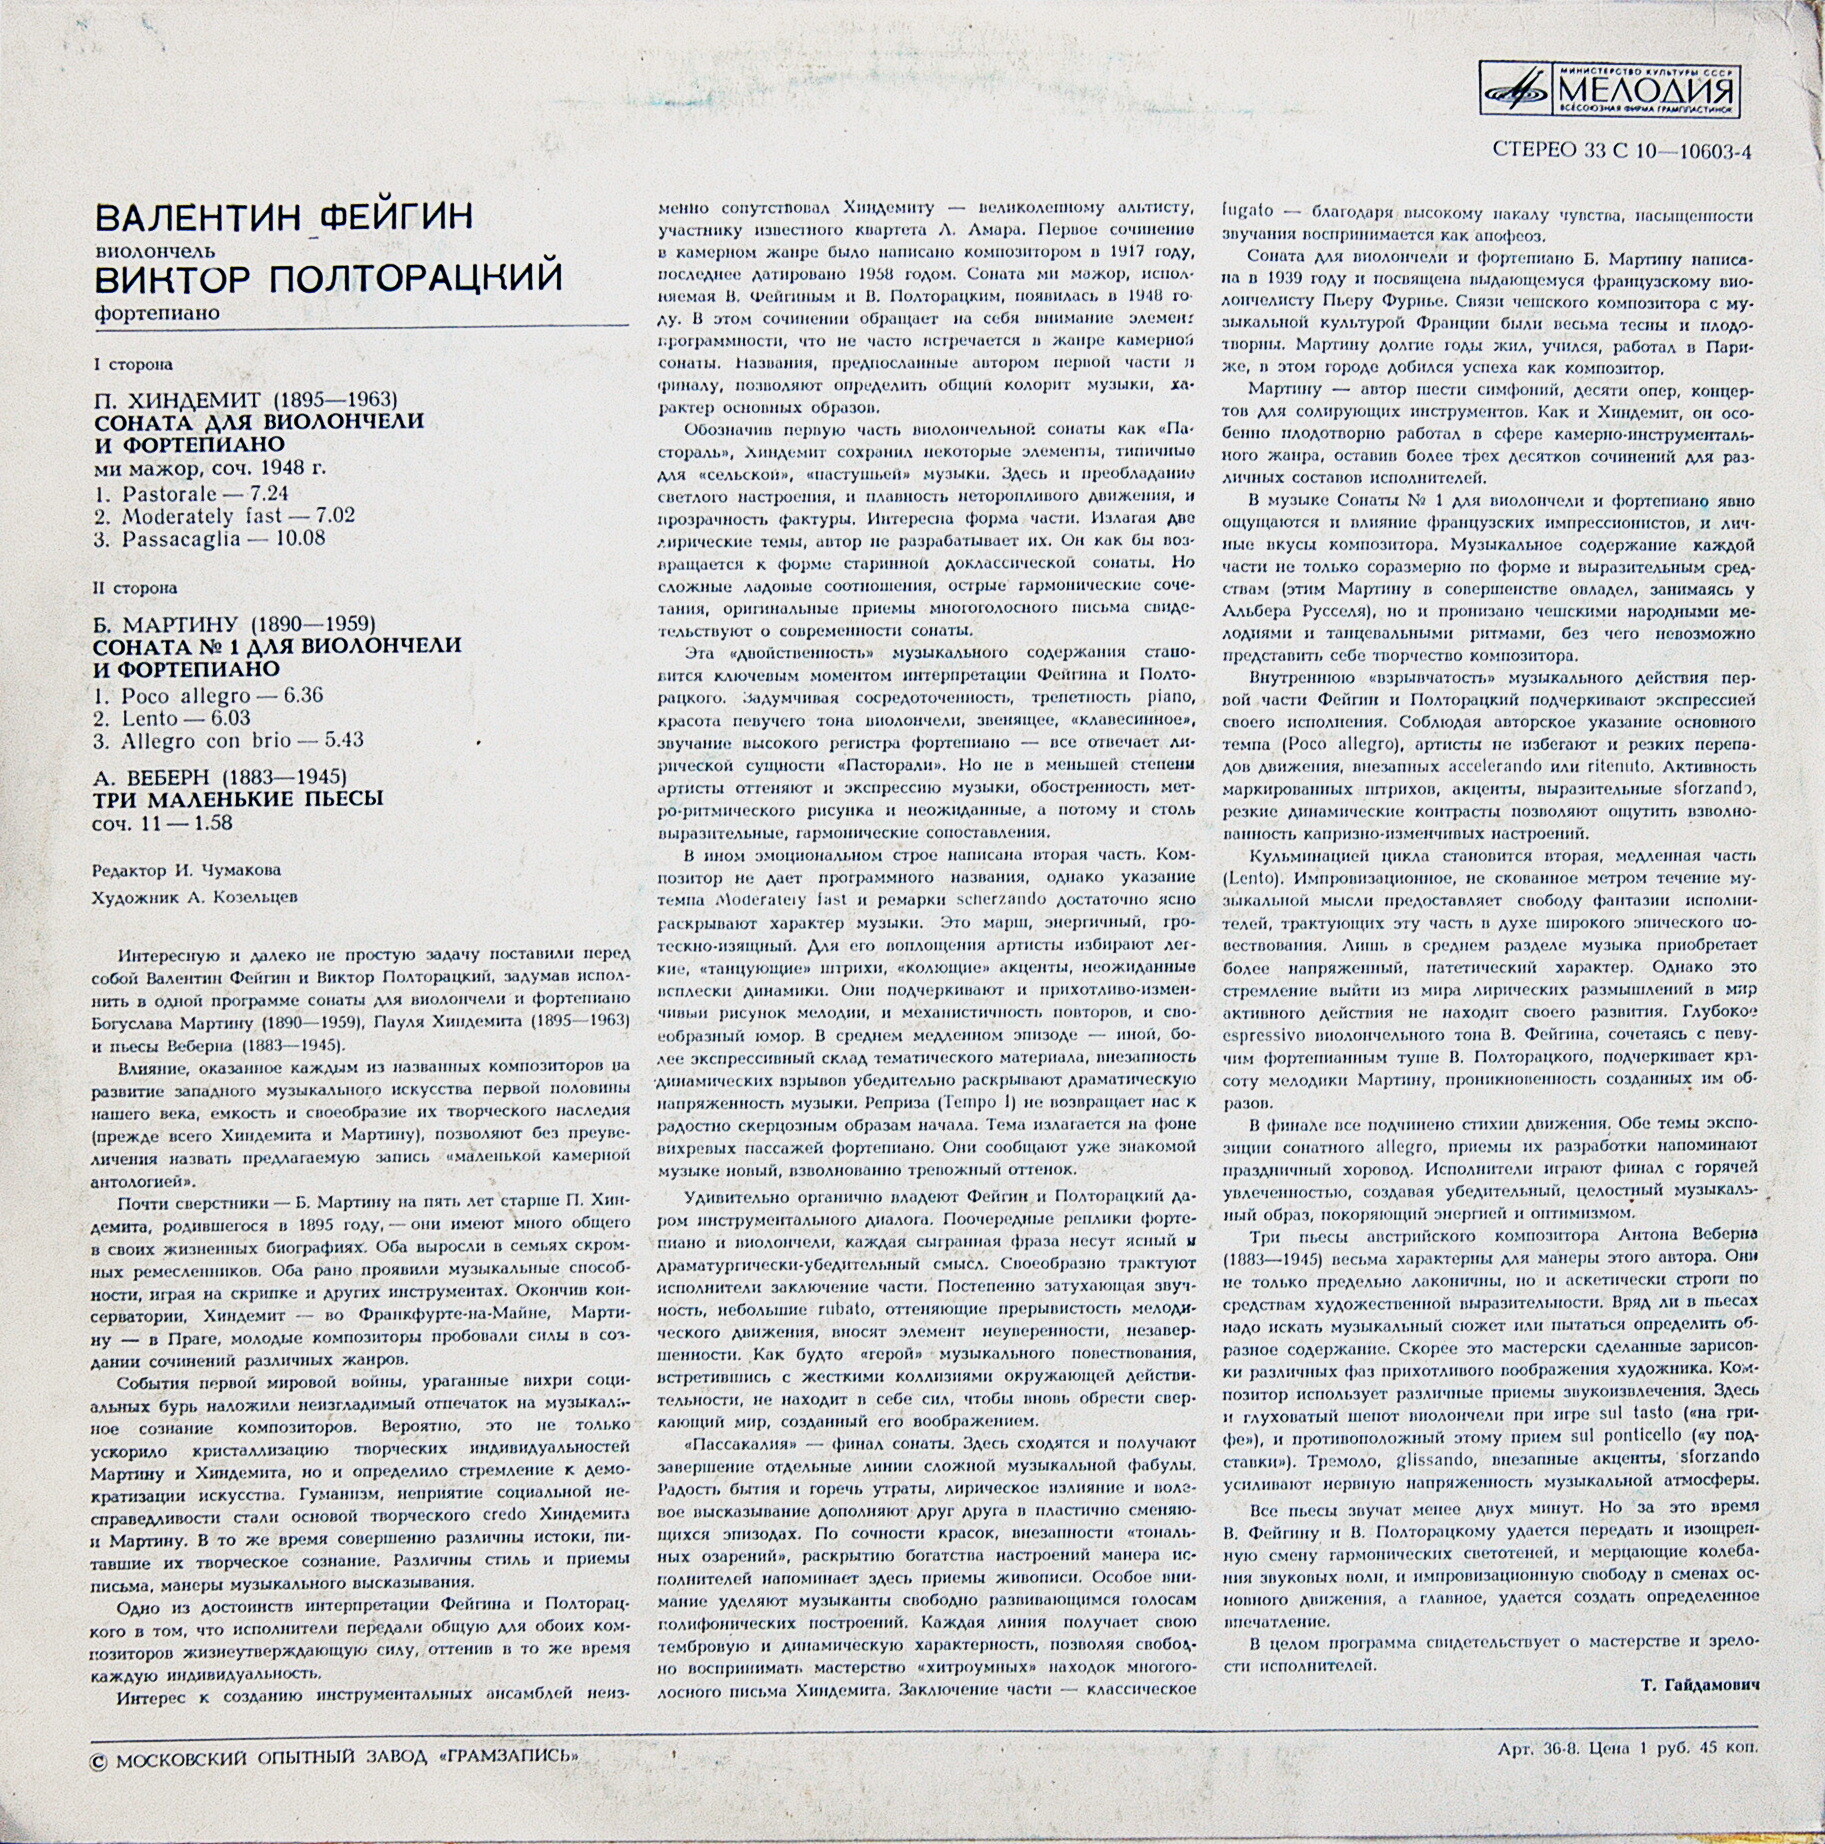 МИНИСТЕРСТВО КУЛЬТУРЫ СССР
МЕЛОДИЯ
ВСЕСОЮЗНАЯ ФИРМА ГРАМПЛАСТИНОК
СТЕРЕО 33 С 10—10603-4
ВАЛЕНТИН ФЕЙГИН
виолончель
ВИКТОР ПОЛТОРАЦКИЙ
фортепиано
I сторона
П. ХИНДЕМИТ (1895—1963)
СОНАТА ДЛЯ ВИОЛОНЧЕЛИ
И ФОРТЕПИАНО
ми мажор, соч. 1948 г.
1. Pastorale — 7.24
2. Moderately fast — 7.02
3. Passacaglia — 10.08
II сторона
Б. МАРТИНУ (1890—1959)
СОНАТА № 1 ДЛЯ ВИОЛОНЧЕЛИ
И ФОРТЕПИАНО
1. Poco allegro — 6.36
2. Lento — 6.03
3. Allegro con brio — 5.43
А. ВЕБЕРН (1883—1945)
ТРИ МАЛЕНЬКИЕ ПЬЕСЫ
соч. 11 — 1.58
Редактор И. Чумакова
Художник А. Козельцев
Интересную и далеко не простую задачу поставили перед
собой Валентин Фейгин и Виктор Полторацкий, задумав испол-
нить в одной программе сонаты для виолончели и фортепиано
Богуслава Мартину (1890—1959), Пауля Хиндемита (1895—1963)
и пьесы Веберна (1883—1945).
Влияние, оказанное каждым из названных композиторов на
развитие западного музыкального искусства первой половины
нашего века, емкость и своеобразие их творческого наследия
(прежде всего Хиндемита и Мартину), позволяют без преуве-
личения назвать предлагаемую запись «маленькой камерной
антологией».
Почти сверстники — Б. Мартину на пять лет старше П. Хин-
демита, родившегося в 1895 году, — они имеют много общего
в своих жизненных биографиях. Оба выросли в семьях скром-
ных ремесленников. Оба рано проявили музыкальные способ-
ности, играя на скрипке и других инструментах. Окончив кон-
серватории, Хиндемит — во Франкфурте-на-Майне, Марти-
ну — в Праге, молодые композиторы пробовали силы в соз-
дании сочинений различных жанров.
События первой мировой войны, ураганные вихри соци-
альных бурь наложили неизгладимый отпечаток на музыкаль-
ное сознание композиторов. Вероятно, это не только
ускорило кристаллизацию творческих индивидуальностей
Мартину и Хиндемита, но и определило стремление к демо-
кратизации искусства. Гуманизм, неприятие социальной не-
справедливости стали основой творческого credo Хиндемита
и Мартину. В то же время совершенно различны истоки, пи-
тавшие их творческое сознание. Различны стиль и приемы
письма, манеры музыкального высказывания.
Одно из достоинств интерпретации Фейгина и Полторац-
кого в том, что исполнители передали общую для обоих ком-
позиторов жизнеутверждающую силу, оттенив в то же время
каждую индивидуальность.
Интерес к созданию инструментальных ансамблей неиз-
менно сопутствовал Хиндемиту — великолепному альтисту,
участнику известного квартета Л. Амара. Первое сочинение
в камерном жанре было написано композитором в 1917 году,
последнее датировано 1958 годом. Соната ми мажор, испол-
няемая В. Фейгиным и В. Полторацким, появилась в 1948 го-
ду. В этом сочинении обращает на себя внимание элемент
программности, что не часто встречается в жанре камерной
сонаты. Названия, предпосланные автором первой части и
финалу, позволяют определить общий колорит музыки, ха-
рактер основных образов.
Обозначив первую часть виолончельной сонаты как «Па-
стораль», Хиндемит сохранил некоторые элементы, типичные
для «сельской», «пастушьей» музыки. Здесь и преобладание
светлого настроения, и плавность неторопливого движения, и
прозрачность фактуры. Интересна форма части. Излагая две
лирические темы, автор не разрабатывает их. Он как бы воз-
вращается к форме старинной доклассической сонаты. Но
сложные ладовые соотношения, острые гармонические соче-
тания, оригинальные приемы многоголосного письма свиде-
тельствуют о современности сонаты.
Эта «двойственность» музыкального содержания стано-
вится ключевым моментом интерпретации Фейгина и Полто-
рацкого. Задумчивая сосредоточенность, трепетность piano,
красота певучего тона виолончели, звенящее, «клавесинное»,
звучание высокого регистра фортепиано — все отвечает ли-
рической сущности «Пасторали». Но не в меньшей степени
артисты оттеняют и экспрессию музыки, обостренность мет-
ро-ритмического рисунка и неожиданные, а потому и столь
выразительные, гармонические сопоставления.
В ином эмоциональном строе написана вторая часть. Ком-
позитор не дает программного названия, однако указание
темпа Moderately fast и ремарки scherzando достаточно ясно
раскрывают характер музыки. Это марш, энергичный, гро-
тескно-изящный. Для его воплощения артисты избирают лег-
кие, «танцующие» штрихи, «колющие» акценты, неожиданные
всплески динамики. Они подчеркивают и прихотливо-измен-
чивый рисунок мелодии, и механистичность повторов, и сво-
еобразный юмор. В среднем медленном эпизоде — иной, бо-
лее экспрессивный склад тематического материала, внезапность
динамических взрывов убедительно раскрывают драматическую
напряженность музыки. Реприза (Tempo I) не возвращает нас к
радостно скерцозным образам начала. Тема излагается на фоне
вихревых пассажей фортепиано. Они сообщают уже знакомой
музыке новый, взволнованно тревожный оттенок.
Удивительно органично владеют Фейгин и Полторацкий да-
ром инструментального диалога. Поочередные реплики форте-
пиано и виолончели, каждая сыгранная фраза несут ясный и
драматургически-убедительный смысл. Своеобразно трактуют
исполнители заключение части. Постепенно затухающая звуч-
ность, небольшие rubato, оттеняющие прерывистость мелоди-
ческого движения, вносят элемент неуверенности, незавер-
шенности. Как будто «герой» музыкального повествования,
встретившись с жесткими коллизиями окружающей действи-
тельности, не находит в себе сил, чтобы вновь обрести свер-
кающий мир, созданный его воображением.
«Пассакалия» — финал сонаты. Здесь сходятся и получают
завершение отдельные линии сложной музыкальной фабулы.
Радость бытия и горечь утраты, лирическое излияние и воле-
вое высказывание дополняют друг друга в пластично сменяю-
щихся эпизодах. По сочности красок, внезапности «тональ-
ных озарений», раскрытию богатства настроений манера ис-
полнителей напоминает здесь приемы живописи. Особое вни-
мание уделяют музыканты свободно развивающимся голосам
полифонических построений. Каждая линия получает свою
тембровую и динамическую характерность, позволяя свобод-
но воспринимать мастерство «хитроумных» находок многого-
лосного письма Хиндемита. Заключение части — классическое
fugato — благодаря высокому накалу чувства, насыщенности
звучания воспринимается как апофеоз.
Соната для виолончели и фортепиано Б. Мартину написа-
на в 1939 году и посвящена выдающемуся французскому вио-
лончелисту Пьеру Фурнье. Связи чешского композитора с му-
зыкальной культурой Франции были весьма тесны и плодо-
творны. Мартину долгие годы жил, учился, работал в Пари-
же, в этом городе добился успеха как композитор.
Мартину — автор шести симфоний, десяти опер, концер-
тов для солирующих инструментов. Как и Хиндемит, он осо-
бенно плодотворно работал в сфере камерно-инструменталь-
ного жанра, оставив более трех десятков сочинений для раз-
личных составов исполнителей.
В музыке Сонаты № 1 для виолончели и фортепиано явно
ощущаются и влияние французских импрессионистов, и лич-
ные вкусы композитора. Музыкальное содержание каждой
части не только соразмерно по форме и выразительным сред-
ствам (этим Мартину в совершенстве овладел, занимаясь у
Альбера Русселя), но и пронизано чешскими народными ме-
лодиями и танцевальными ритмами, без чего невозможно
представить себе творчество композитора.
Внутреннюю «взрывчатость» музыкального действия пер-
вой части Фейгин и Полторацкий подчеркивают экспрессией
своего исполнения. Соблюдая авторское указание основного
темпа (Poco allegro), артисты не избегают и резких перепа-
дов движения, внезапных accelerando или ritenuto. Активность
маркированных штрихов, акценты, выразительные sforzando,
резкие динамические контрасты позволяют ощутить взволно-
ванность капризно-изменчивых настроений.
Кульминацией цикла становится вторая, медленная часть
(Lento). Импровизационное, не скованное метром течение му-
зыкальной мысли предоставляет свободу фантазии исполни-
телей, трактующих эту часть в духе широкого эпического по-
вествования. Лишь в среднем разделе музыка приобретает
более напряженный, патетический характер. Однако это
стремление выйти из мира лирических размышлений в мир
активного действия не находит своего развития. Глубокое
espressivo виолончельного тона В. Фейгина, сочетаясь с певу-
чим фортепианным туше В. Полторацкого, подчеркивает кра-
соту мелодики Мартину, проникновенность созданных им об-
разов.
В финале все подчинено стихии движения. Обе темы экспо-
зиции сонатного allegro, приемы их разработки напоминают
праздничный хоровод. Исполнители играют финал с горячей
увлеченностью, создавая убедительный, целостный музыкаль-
ный образ, покоряющий энергией и оптимизмом.
Три пьесы австрийского композитора Антона Веберна
(1883—1945) весьма характерны для манеры этого автора. Они
не только предельно лаконичны, но и аскетически строги по
средствам художественной выразительности. Вряд ли в пьесах
надо искать музыкальный сюжет или пытаться определить об-
разное содержание. Скорее это мастерски сделанные зарисов-
ки различных фаз прихотливого воображения художника. Ком-
позитор использует различные приемы звукоизвлечения. Здесь
и глуховатый шепот виолончели при игре sul tasto («на гри-
фе»), и противоположный этому прием sul ponticello («у под-
ставки»). Тремоло, glissando, внезапные акценты, sforzando
усиливают нервную напряженность музыкальной атмосферы.
Все пьесы звучат менее двух минут. Но за это время
В. Фейгину и В. Полторацкому удается передать и изощрен-
ную смену гармонических светотеней, и мерцающие колеба-
ния звуковых волн, и импровизационную свободу в сменах ос-
новного движения, а главное, удается создать определенное
впечатление.
В целом программа свидетельствует о мастерстве и зрело-
сти исполнителей.
Т. Гайдамович
© МОСКОВСКИЙ ОПЫТНЫЙ ЗАВОД «ГРАМЗАПИСЬ»
Арт. 36-8. Цена 1 руб. 45 коп.